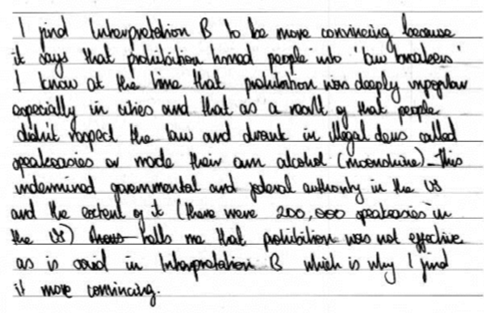 I find Interpretation B to be more convincing because
it says that prohibition turned people into 'law breakers'
I know at the time that prohibition was deeply unpopular
especially in cities and that as a result of that people
didn't respect the law and drank in illegal dens called
speakeasies or made their own alcohol (moonshine). This
undermined governmental and federal authority in the US
and the extent of it (there were 200,000 speakeasies in
the US) tells me that prohibition was not effective
as is said in Interpretation B which is why I find
it more convincing.